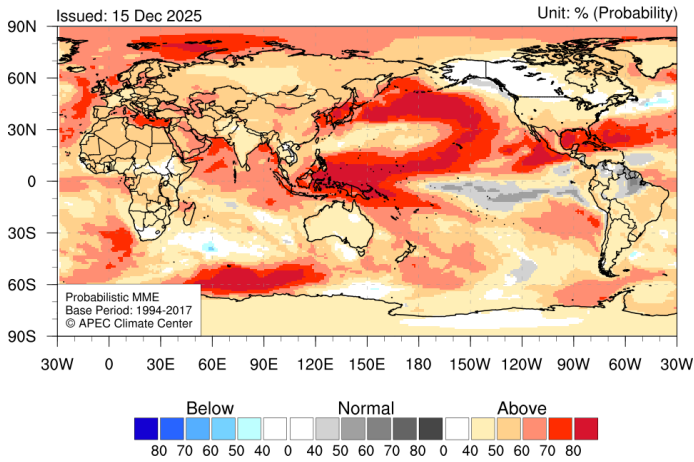 Issued: 15 Dec 2025
Unit: % (Probability)
90N
60N
30N
0
30S
60S
90S
Probabilistic MME
Base Period: 1994-2017
© APEC Climate Center
30W 0 30E 60E 90E 120E 150E 180 150W 120W 90W 60W 30W
Below Normal Above
80 70 60 50 40 0 40 50 60 70 80 0 40 50 60 70 80